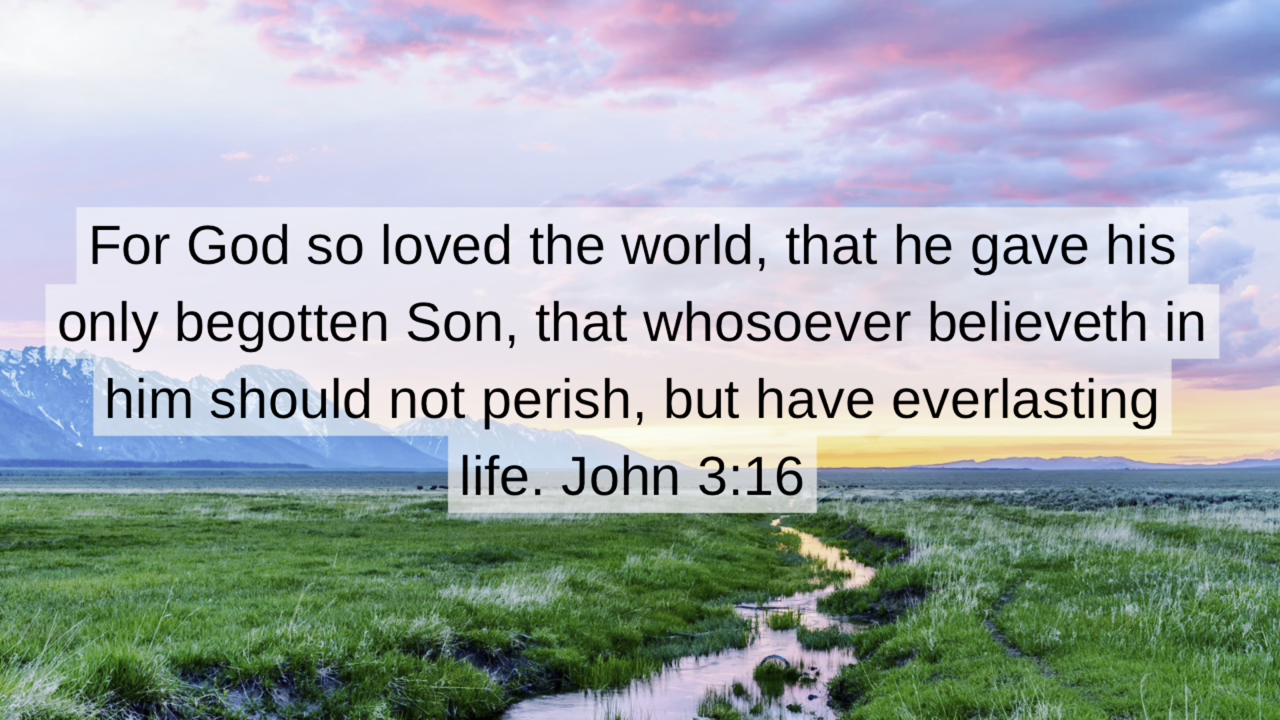 For God so loved the world, that he gave his
only begotten Son, that whosoever believeth in
him should not perish, but have everlasting
life. John 3:16